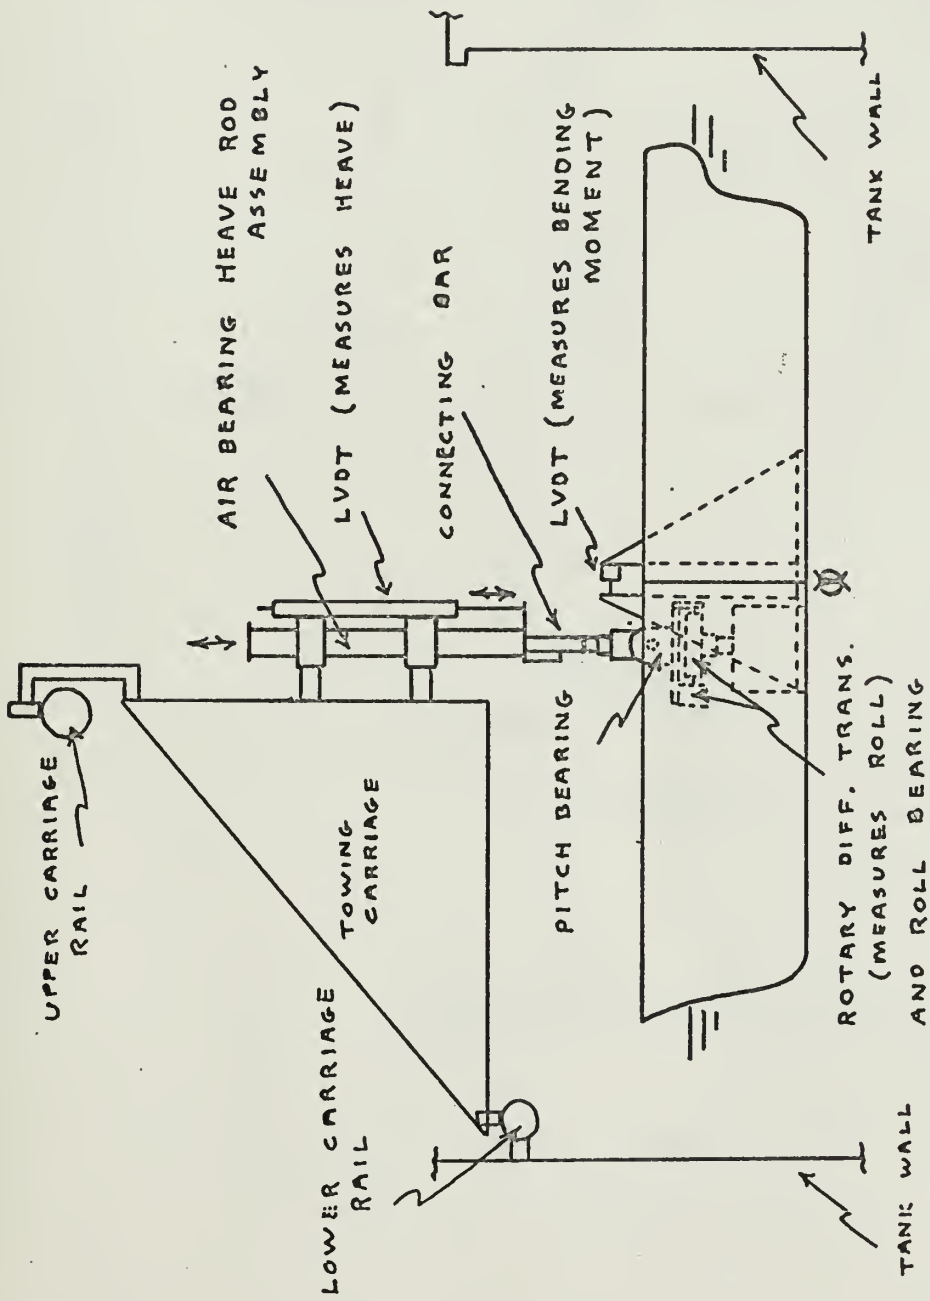 UPPER CARRIAGE
RAIL
AIR BEARING HEAVE ROD
ASSEMBLY
LVDT (MEASURES HEAVE)
CONNECTING BAR
TOWING
CARRIAGE
LOWER CARRIAGE
RAIL
PITCH BEARING
LVDT (MEASURES BENDING
MOMENT)
ROTARY DIFF. TRANS.
(MEASURES ROLL)
AND ROLL BEARING
TANK WALL
TANK WALL